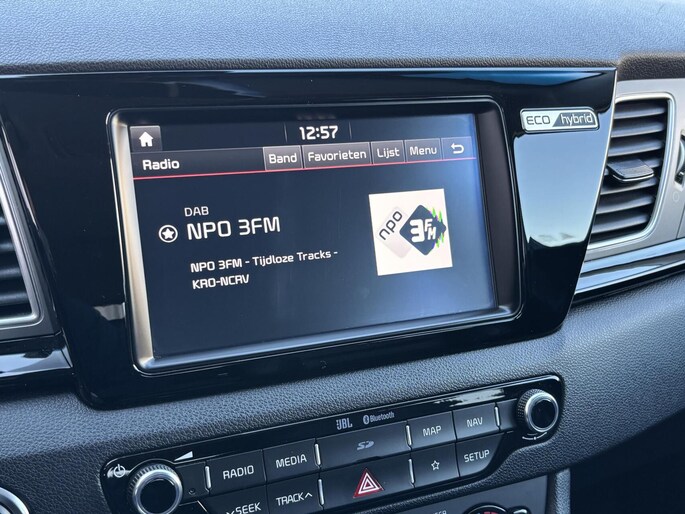 12:57
Radio Band Favorieten Lijst Menu
DAB
NPO 3FM
NPO 3FM - Tijdloze Tracks -
KRO-NCRV
npo 3FM
ECO hybrid
JBL Bluetooth
RADIO MEDIA SD MAP NAV
SEEK TRACK SETUP